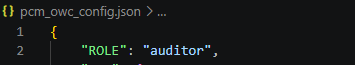 {} pcm_owc_config.json > ...
1 {
2 "ROLE": "auditor",